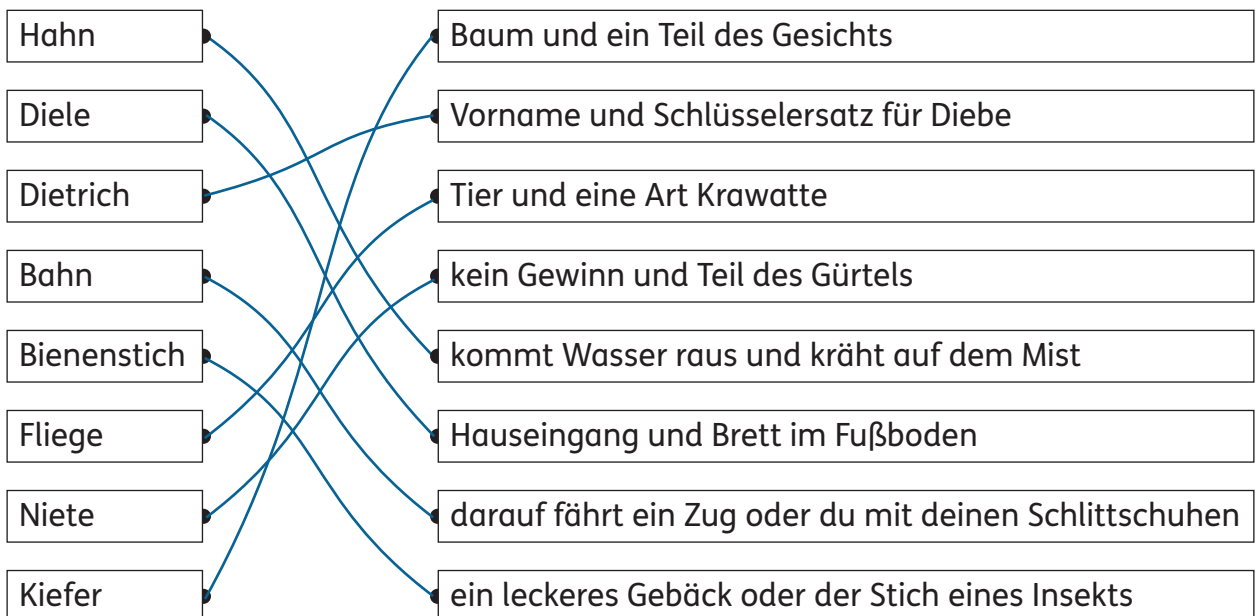 Hahn
Baum und ein Teil des Gesichts
Diele
Vorname und Schlüsselersatz für Diebe
Dietrich
Tier und eine Art Krawatte
Bahn
kein Gewinn und Teil des Gürtels
Bienenstich
kommt Wasser raus und kräht auf dem Mist
Fliege
Hauseingang und Brett im Fußboden
Niete
darauf fährt ein Zug oder du mit deinen Schlittschuhen
Kiefer
ein leckeres Gebäck oder der Stich eines Insekts